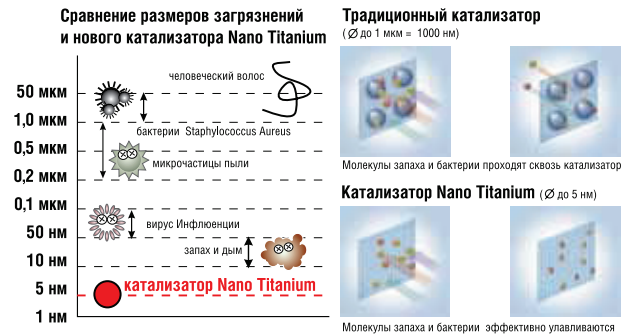 Сравнение размеров загрязнений
и нового катализатора Nano Titanium
50 мкм
1,0 мкм
0,5 мкм
0,2 мкм
0,1 мкм
50 нм
10 нм
5 нм
1 нм
человеческий волос
бактерии Staphylococcus Aureus
микрочастицы пыли
вирус Инфлюенции
запах и дым
катализатор Nano Titanium
Традиционный катализатор
(Ø до 1 мкм = 1000 нм)
Молекулы запаха и бактерии проходят сквозь катализатор
Катализатор Nano Titanium (Ø до 5 нм)
Молекулы запаха и бактерии эффективно улавливаются